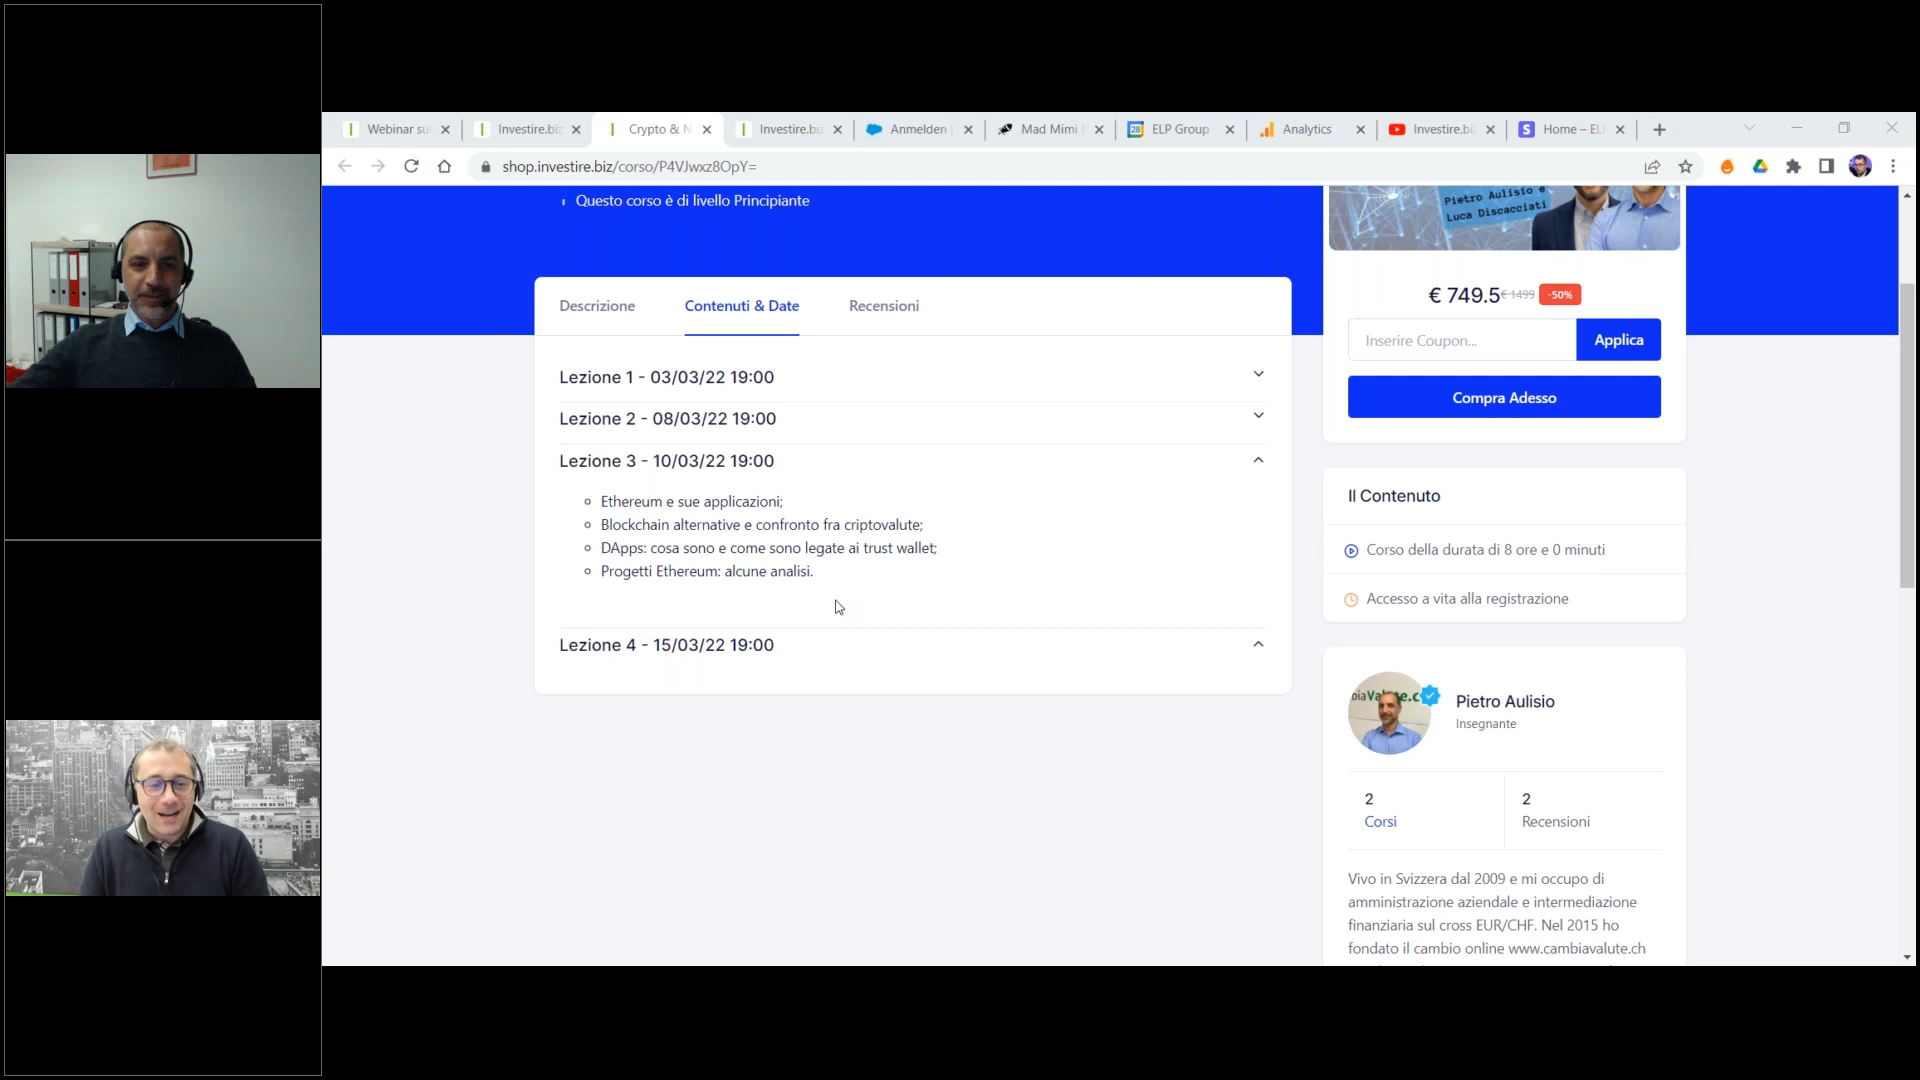 Webinar su
Investire.biz
Crypto & N
Investire.biz
Anmelden
Mad Mimi
28
ELP Group
Analytics
Investire.bi
S
Home – EL
shop.investire.biz/corso/P4VJwxz8OpY=
Questo corso è di livello Principiante
Pietro Aulisio e
Luca Discacciati
Descrizione
Contenuti & Date
Recensioni
€ 749.5
€ 1499
-50%
Inserire Coupon...
Applica
Compra Adesso
Lezione 1 - 03/03/22 19:00
Lezione 2 - 08/03/22 19:00
Lezione 3 - 10/03/22 19:00
Ethereum e sue applicazioni;
Blockchain alternative e confronto fra criptovalute;
DApps: cosa sono e come sono legate ai trust wallet;
Progetti Ethereum: alcune analisi.
Lezione 4 - 15/03/22 19:00
Il Contenuto
Corso della durata di 8 ore e 0 minuti
Accesso a vita alla registrazione
Pietro Aulisio
Insegnante
2
Corsi
2
Recensioni
Vivo in Svizzera dal 2009 e mi occupo di
amministrazione aziendale e intermediazione
finanziaria sul cross EUR/CHF. Nel 2015 ho
fondato il cambio online www.cambiavalute.ch